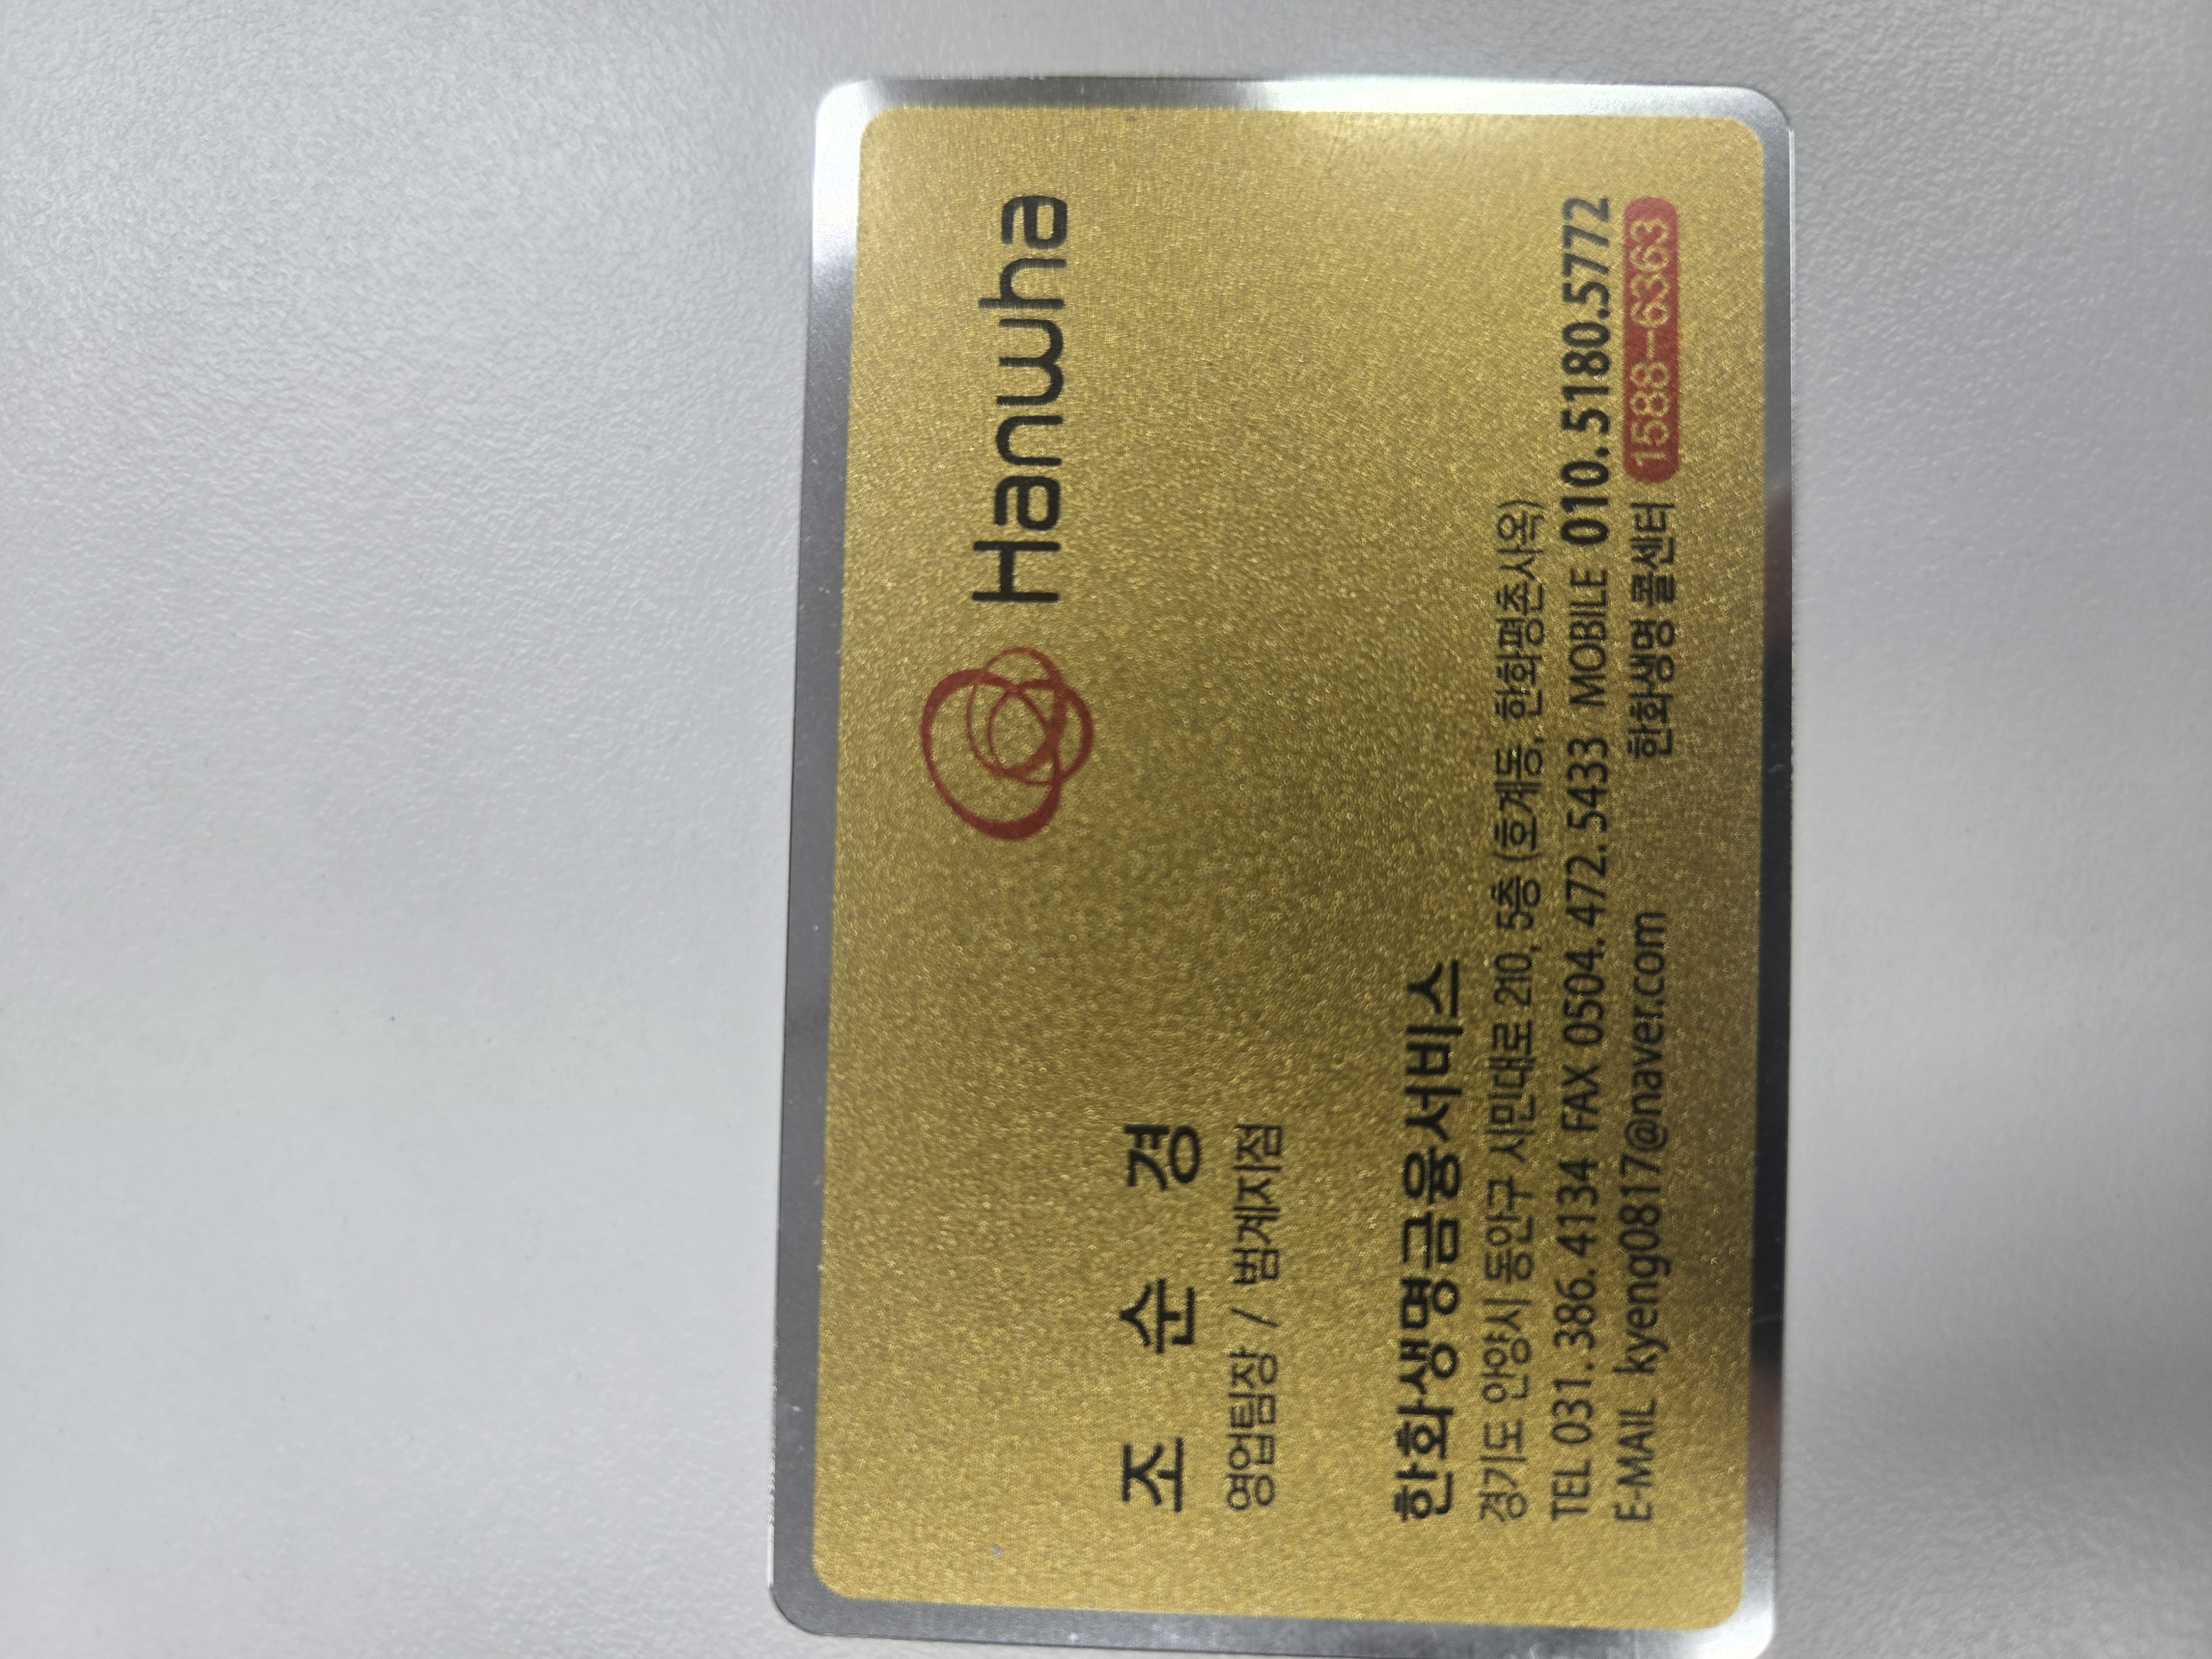 Hanwha
조 순 경
영업팀장 / 범계지점
한화생명금융서비스
경기도 안양시 동안구 시민대로 210, 5층 (호계동, 한화평촌사옥)
TEL 031. 386. 4134 FAX 0504. 472. 5433 MOBILE 010. 5180.5772
E-MAIL kyeng0817@naver.com 한화생명 콜센터 1588-6363